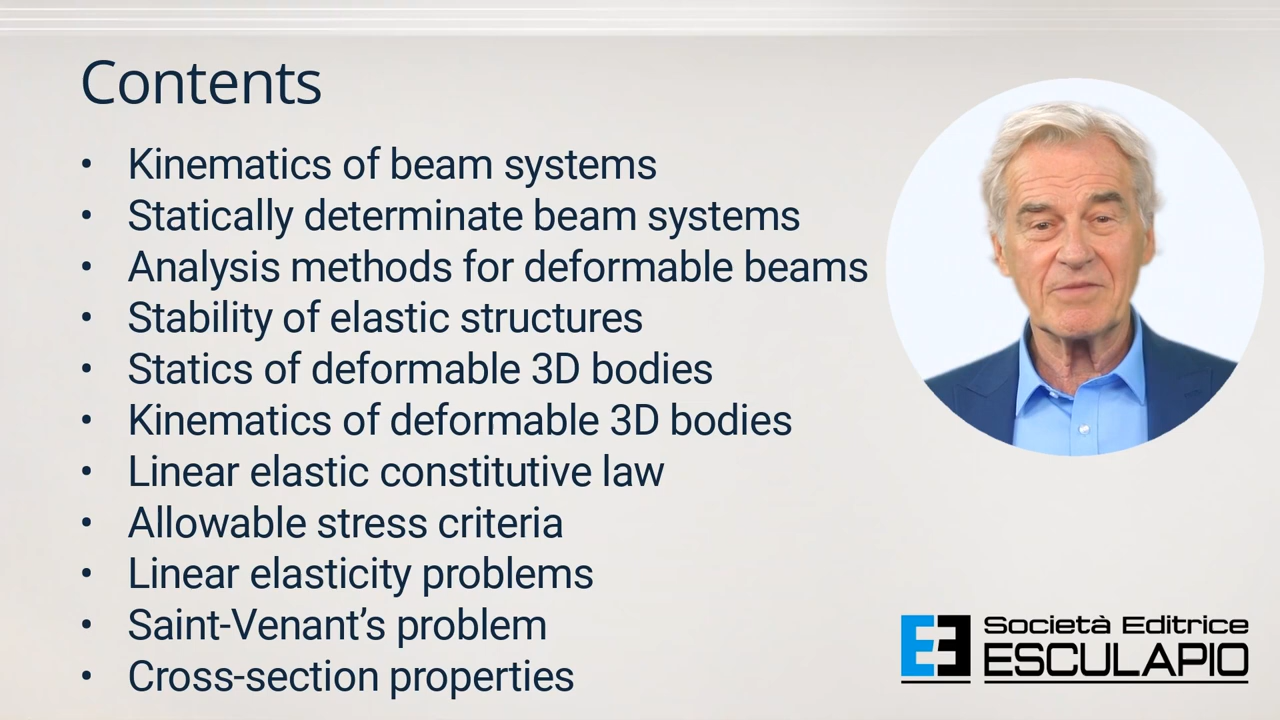 Contents
• Kinematics of beam systems
• Statically determinate beam systems
• Analysis methods for deformable beams
• Stability of elastic structures
• Statics of deformable 3D bodies
• Kinematics of deformable 3D bodies
• Linear elastic constitutive law
• Allowable stress criteria
• Linear elasticity problems
• Saint-Venant’s problem
• Cross-section properties
Società Editrice
ESCULAPIO